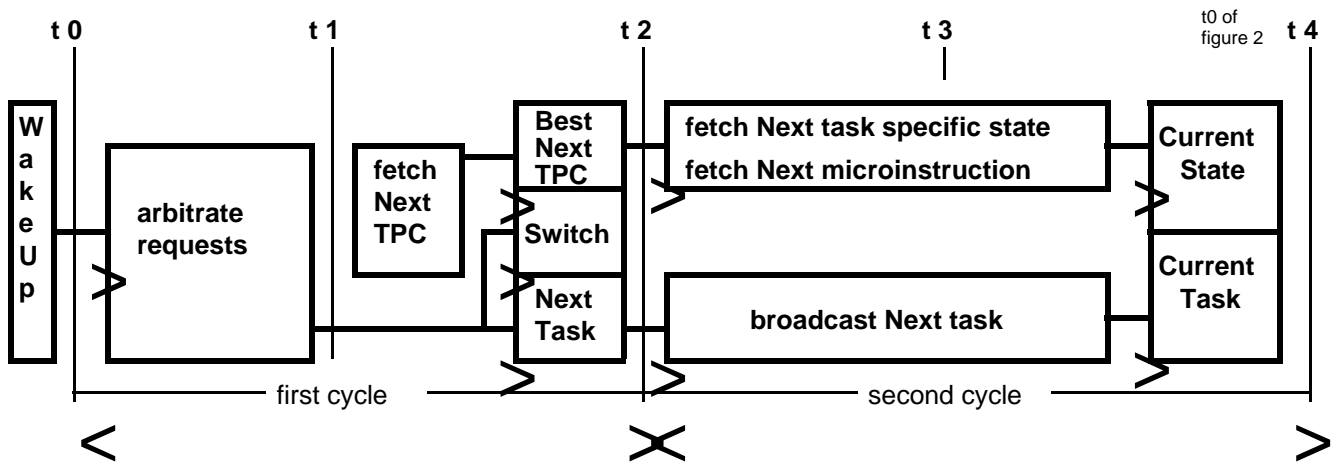 t 0
t 1
t 2
t 3
t0 of
figure 2
t 4
WakeUp
arbitrate
requests
fetch
Next
TPC
Best
Next
TPC
Switch
Next
Task
fetch Next task specific state
fetch Next microinstruction
broadcast Next task
Current
State
Current
Task
first cycle
second cycle